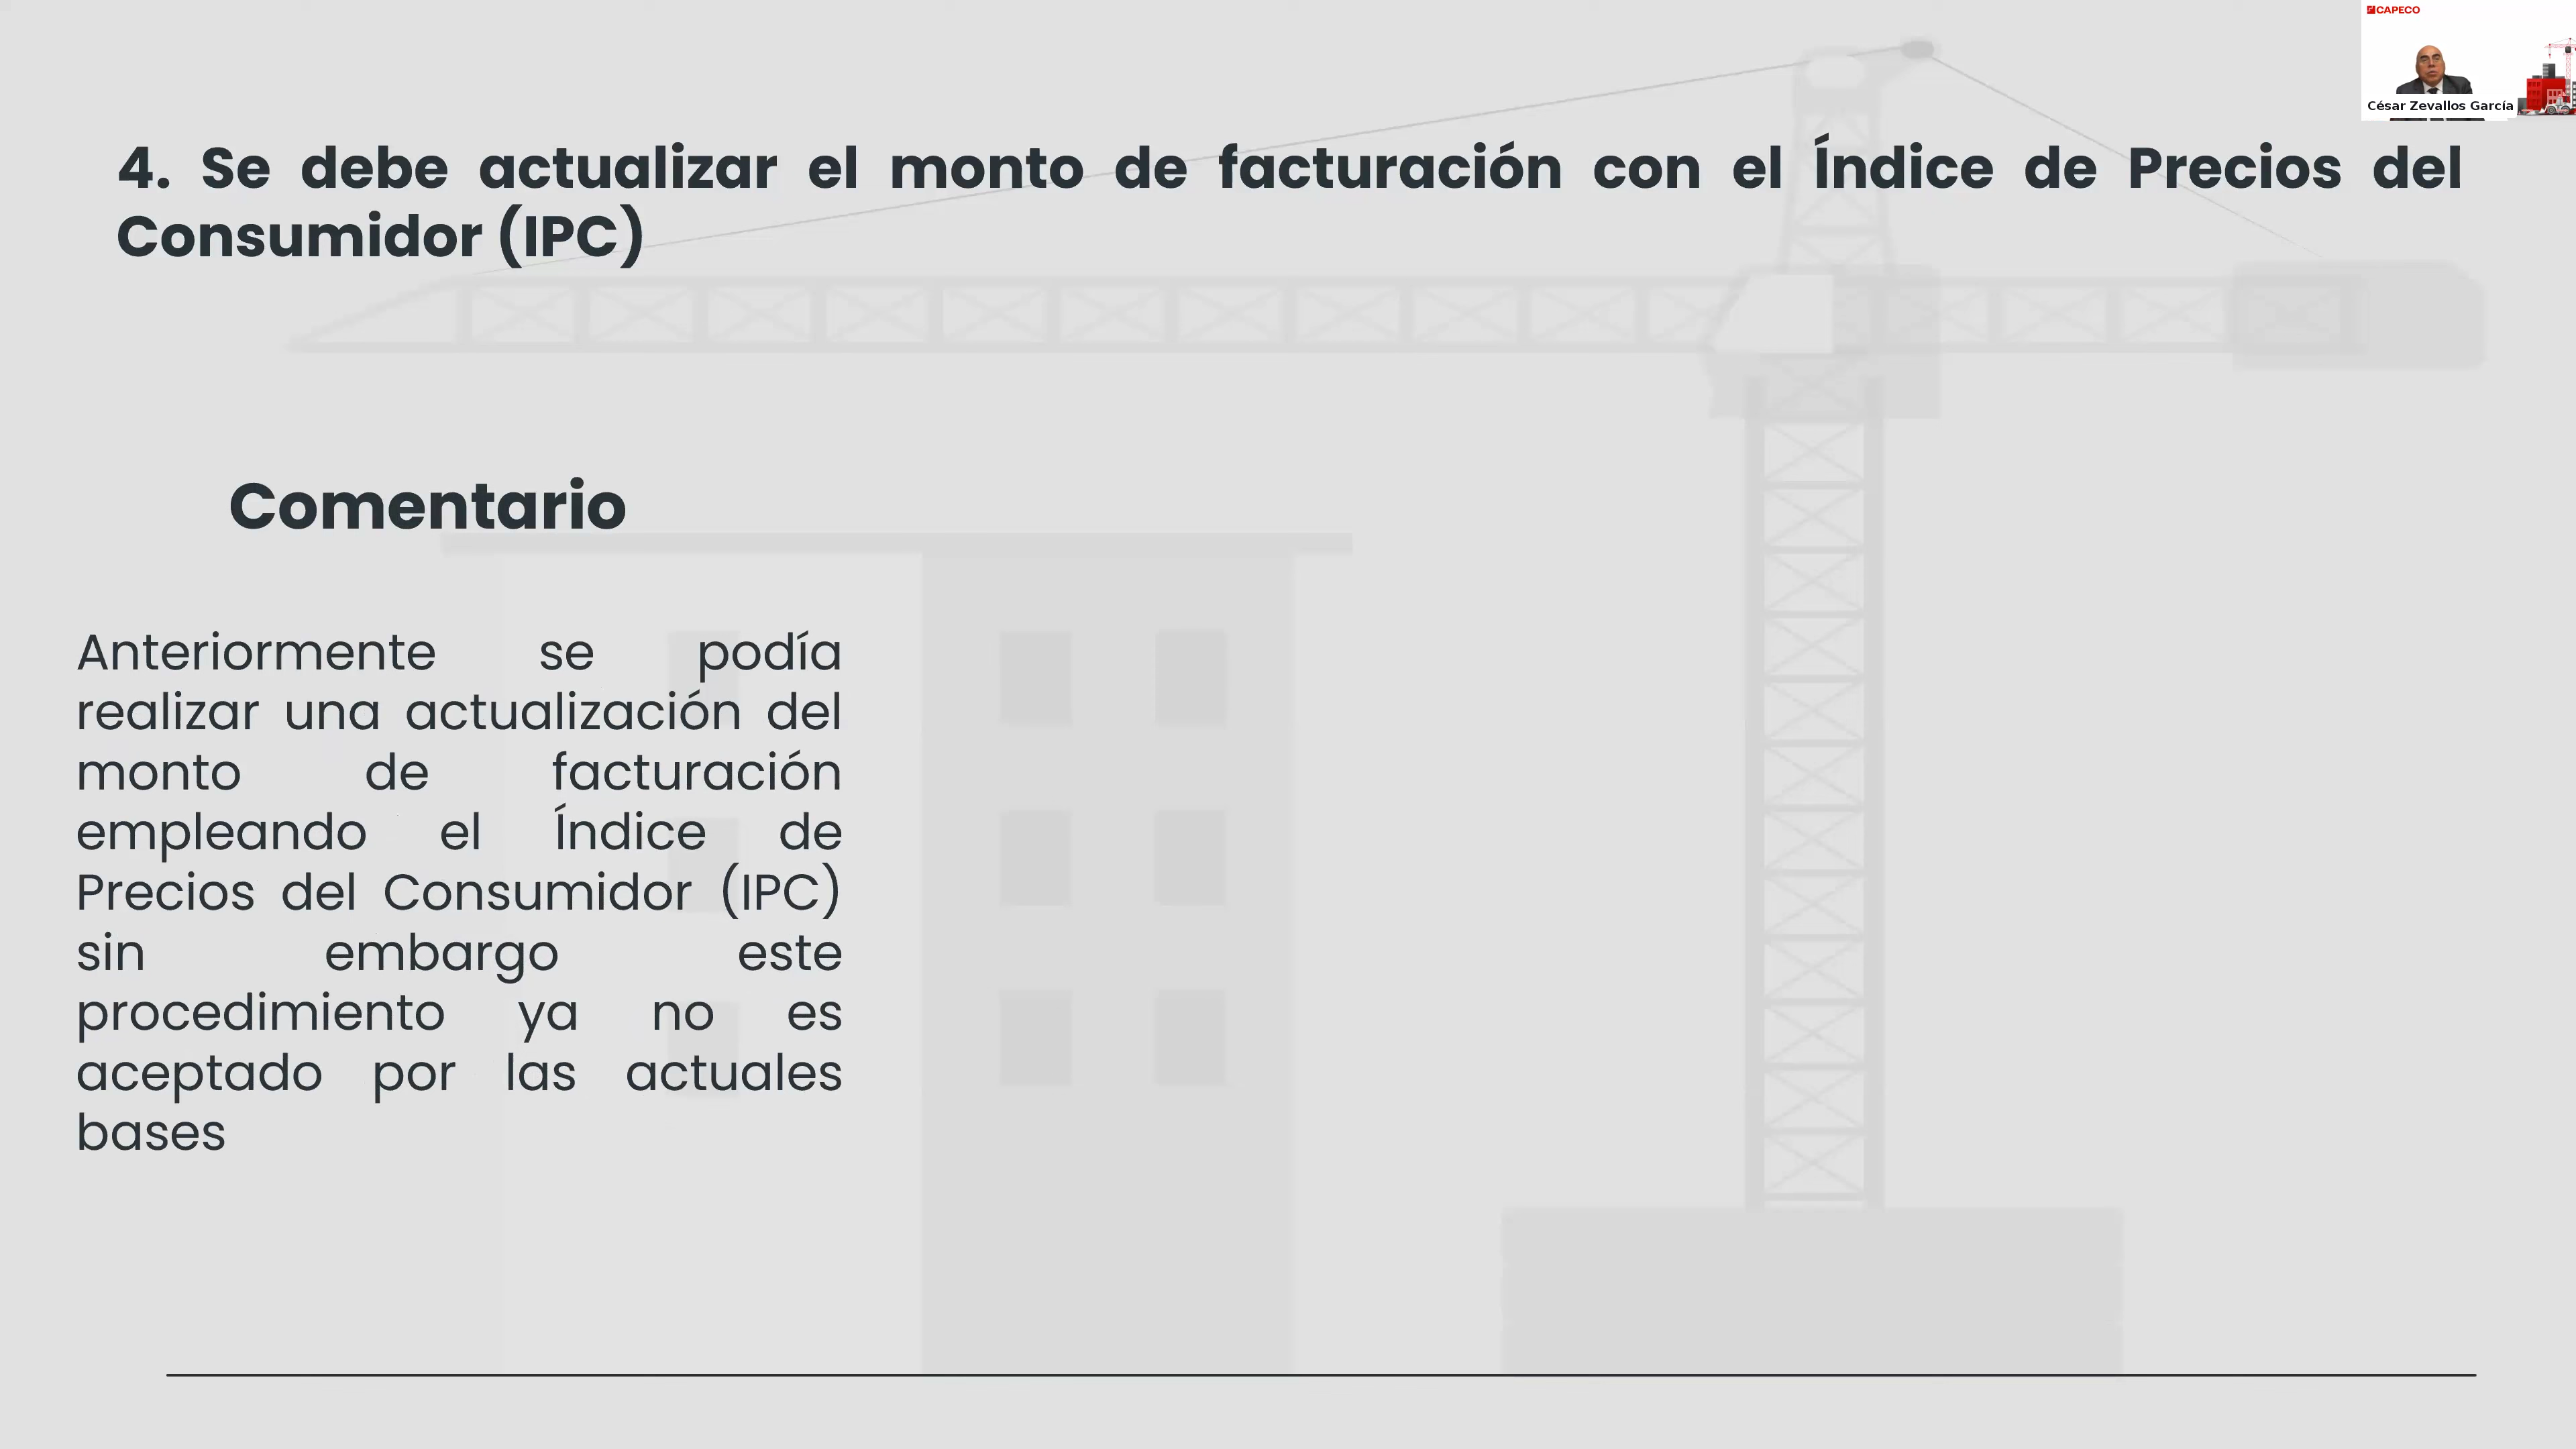 CAPECO
César Zevallos García
4. Se debe actualizar el monto de facturación con el Índice de Precios del
Consumidor (IPC)
Comentario
Anteriormente se podía
realizar una actualización del
monto de facturación
empleando el Índice de
Precios del Consumidor (IPC)
sin embargo este
procedimiento ya no es
aceptado por las actuales
bases